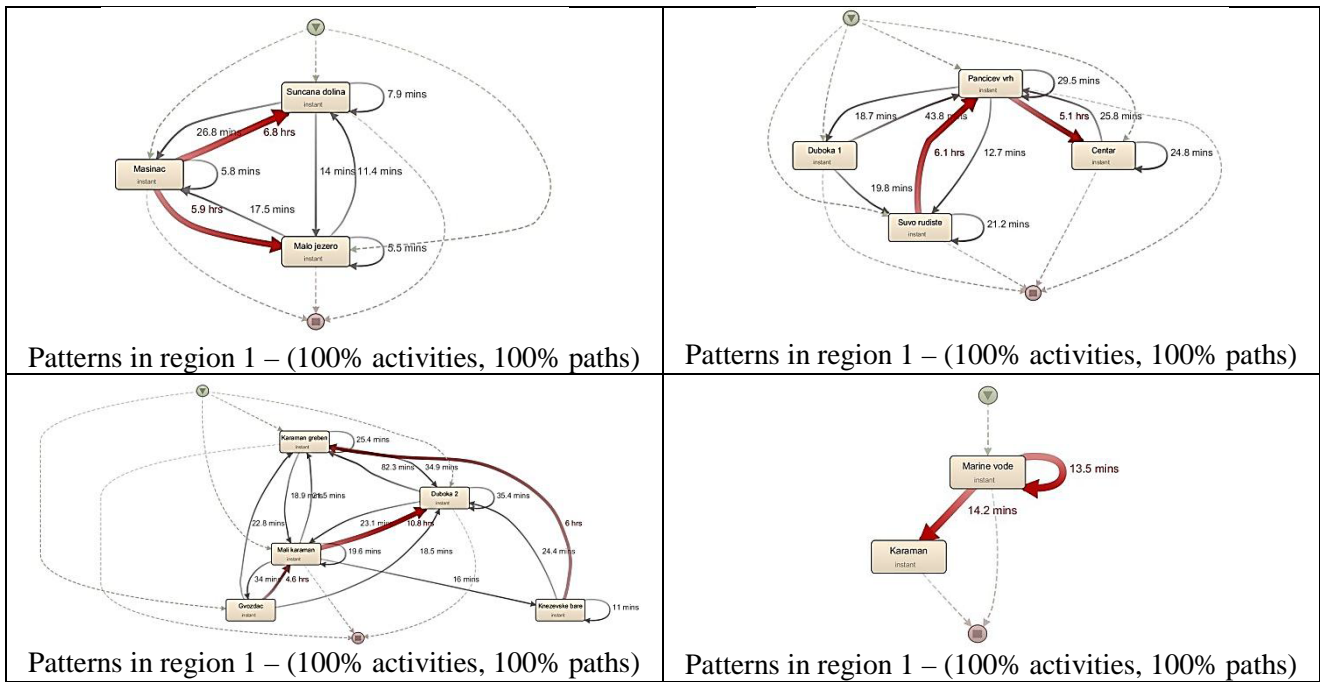 Suncana dolina
instant
7.9 mins
26.8 mins
6.8 hrs
Masinac
instant
5.8 mins
14 mins
11.4 mins
5.9 hrs
17.5 mins
Malo jezero
instant
5.5 mins
Patterns in region 1 – (100% activities, 100% paths)
Pancicev vrh
instant
29.5 mins
18.7 mins
43.8 mins
5.1 hrs
25.8 mins
Duboka 1
instant
6.1 hrs
12.7 mins
Centar
instant
24.8 mins
19.8 mins
Suvo rudiste
instant
21.2 mins
Patterns in region 1 – (100% activities, 100% paths)
Karaman greben
instant
25.4 mins
82.3 mins
34.9 mins
Duboka 2
instant
35.4 mins
18.9 mins
22.8 mins
23.1 mins
10.8 hrs
6 hrs
Mali karaman
instant
19.6 mins
18.5 mins
24.4 mins
34 mins
4.6 hrs
16 mins
Gvozdac
instant
Knezevske bare
instant
11 mins
Patterns in region 1 – (100% activities, 100% paths)
Marine vode
instant
13.5 mins
14.2 mins
Karaman
instant
Patterns in region 1 – (100% activities, 100% paths)